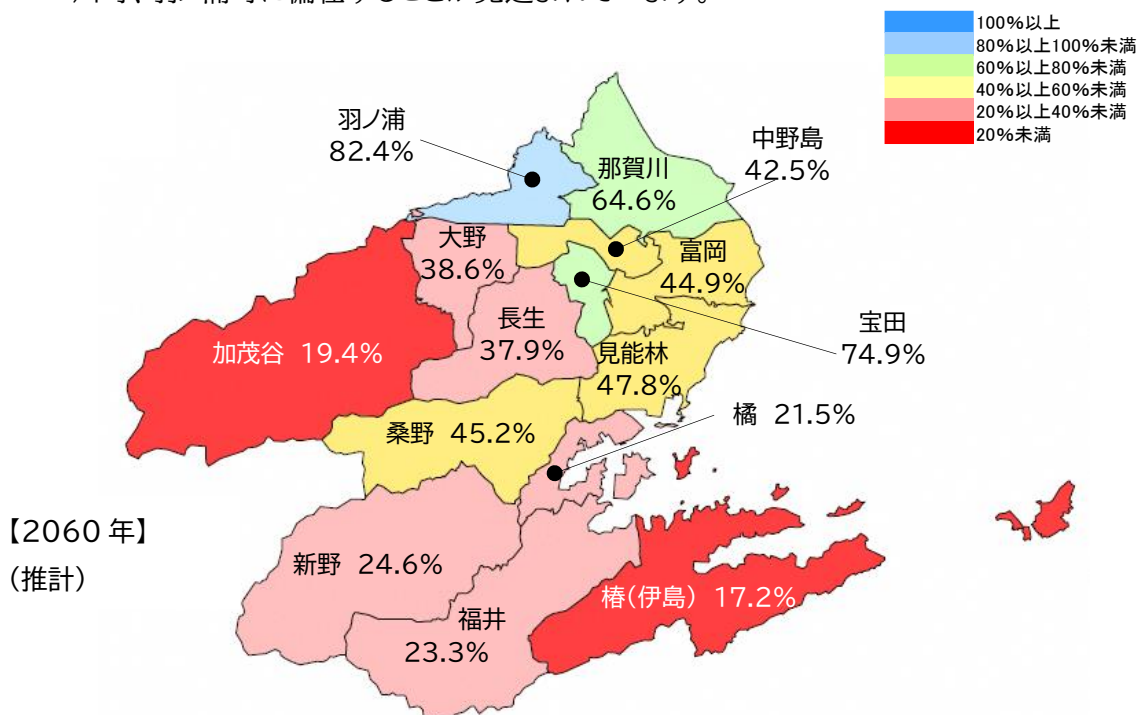 100%以上
80%以上100%未満
60%以上80%未満
40%以上60%未満
20%以上40%未満
20%未満
羽ノ浦
82.4%
中野島
42.5%
那賀川
64.6%
大野
38.6%
富岡
44.9%
長生
37.9%
宝田
74.9%
加茂谷 19.4%
見能林
47.8%
橘 21.5%
桑野 45.2%
【2060年】
(推計)
新野 24.6%
椿(伊島) 17.2%
福井
23.3%